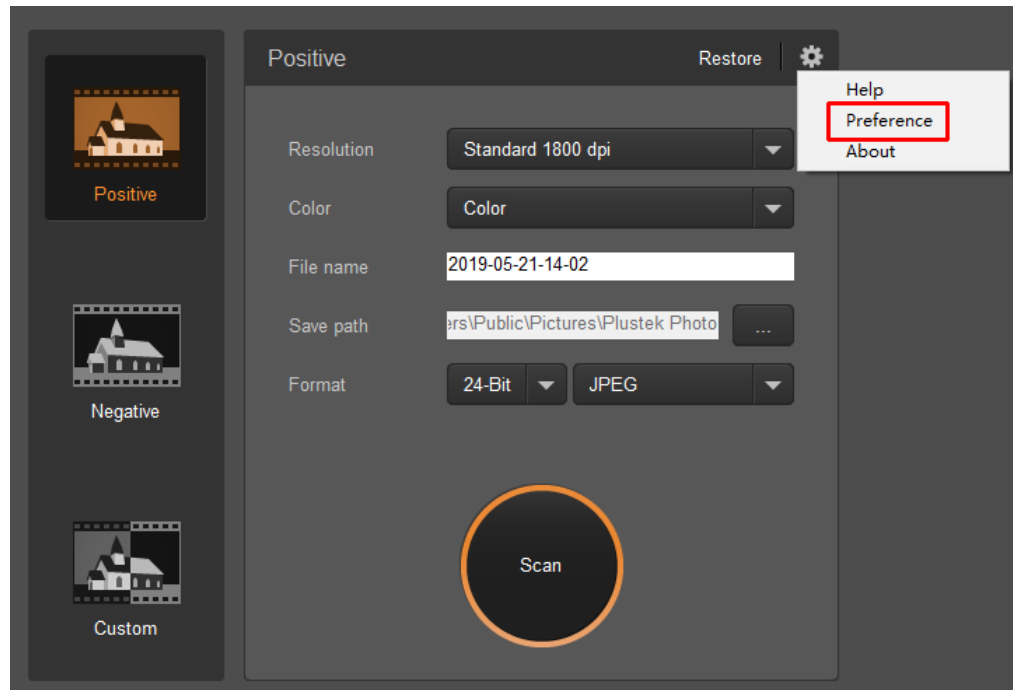 Positive
Negative
Custom
Positive
Restore
Help
Preference
About
Resolution Standard 1800 dpi
Color Color
File name 2019-05-21-14-02
Save path ers\Public\Pictures\Plustek Photo ...
Format 24-Bit JPEG
Scan